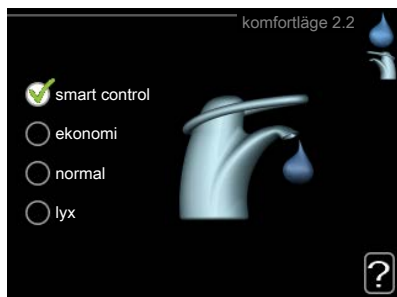 komfortläge 2.2
smart control
ekonomi
normal
lyx
?